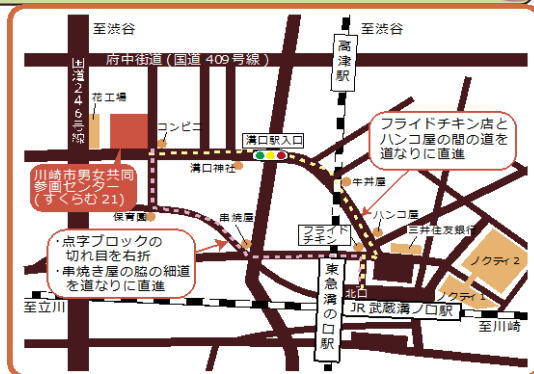 至渋谷
至渋谷
府中街道(国道409号線)
国道246号線
高津駅
花工場
コンビニ
溝口駅入口
フライドチキン店と
ハンコ屋の間の道を
道なりに直進
溝口神社
牛丼屋
川崎市男女共同
参画センター
(すくらむ21)
保育園
串焼屋
ハンコ屋
フライド
チキン
三井住友銀行
・点字ブロックの
切れ目を右折
・串焼き屋の脇の細道
を道なりに直進
ノクティ2
東急溝の口駅
北口
ノクティ1
至立川
JR武蔵溝ノ口駅
至川崎